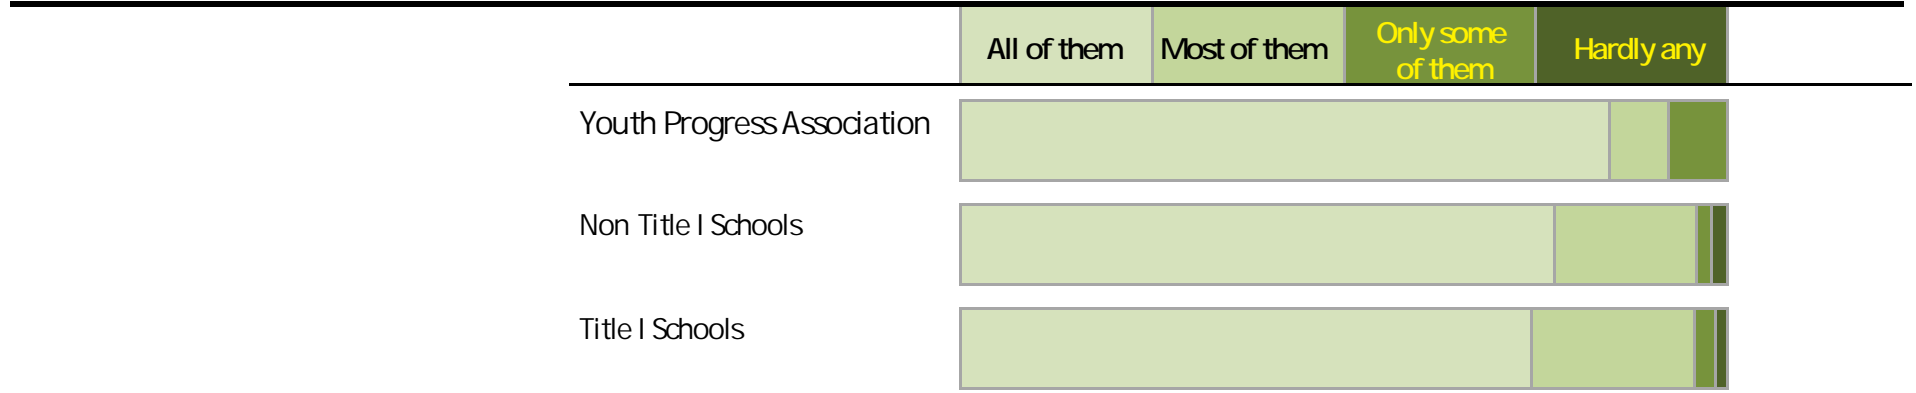 All of them Most of them Only some of them Hardly any
Youth Progress Association
Non Title I Schools
Title I Schools